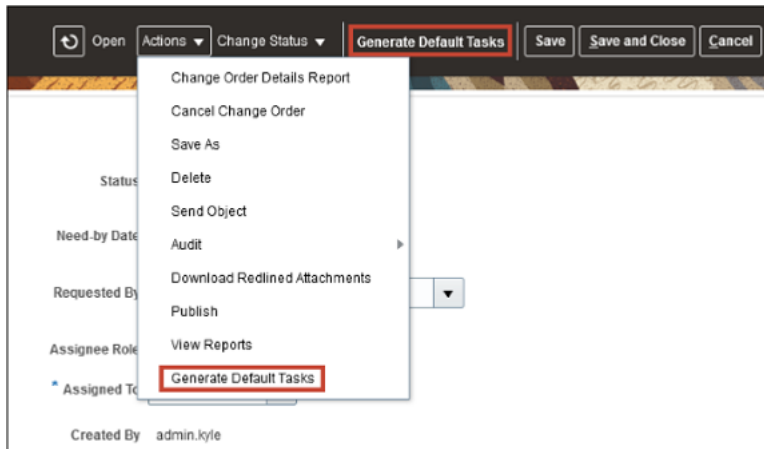 Open Actions Change Status Generate Default Tasks Save Save and Close Cancel
Change Order Details Report
Cancel Change Order
Save As
Delete
Status
Send Object
Need-by Date
Audit
Download Redlined Attachments
Requested By
Publish
View Reports
Assignee Role
Generate Default Tasks
* Assigned To
Created By admin.kyle